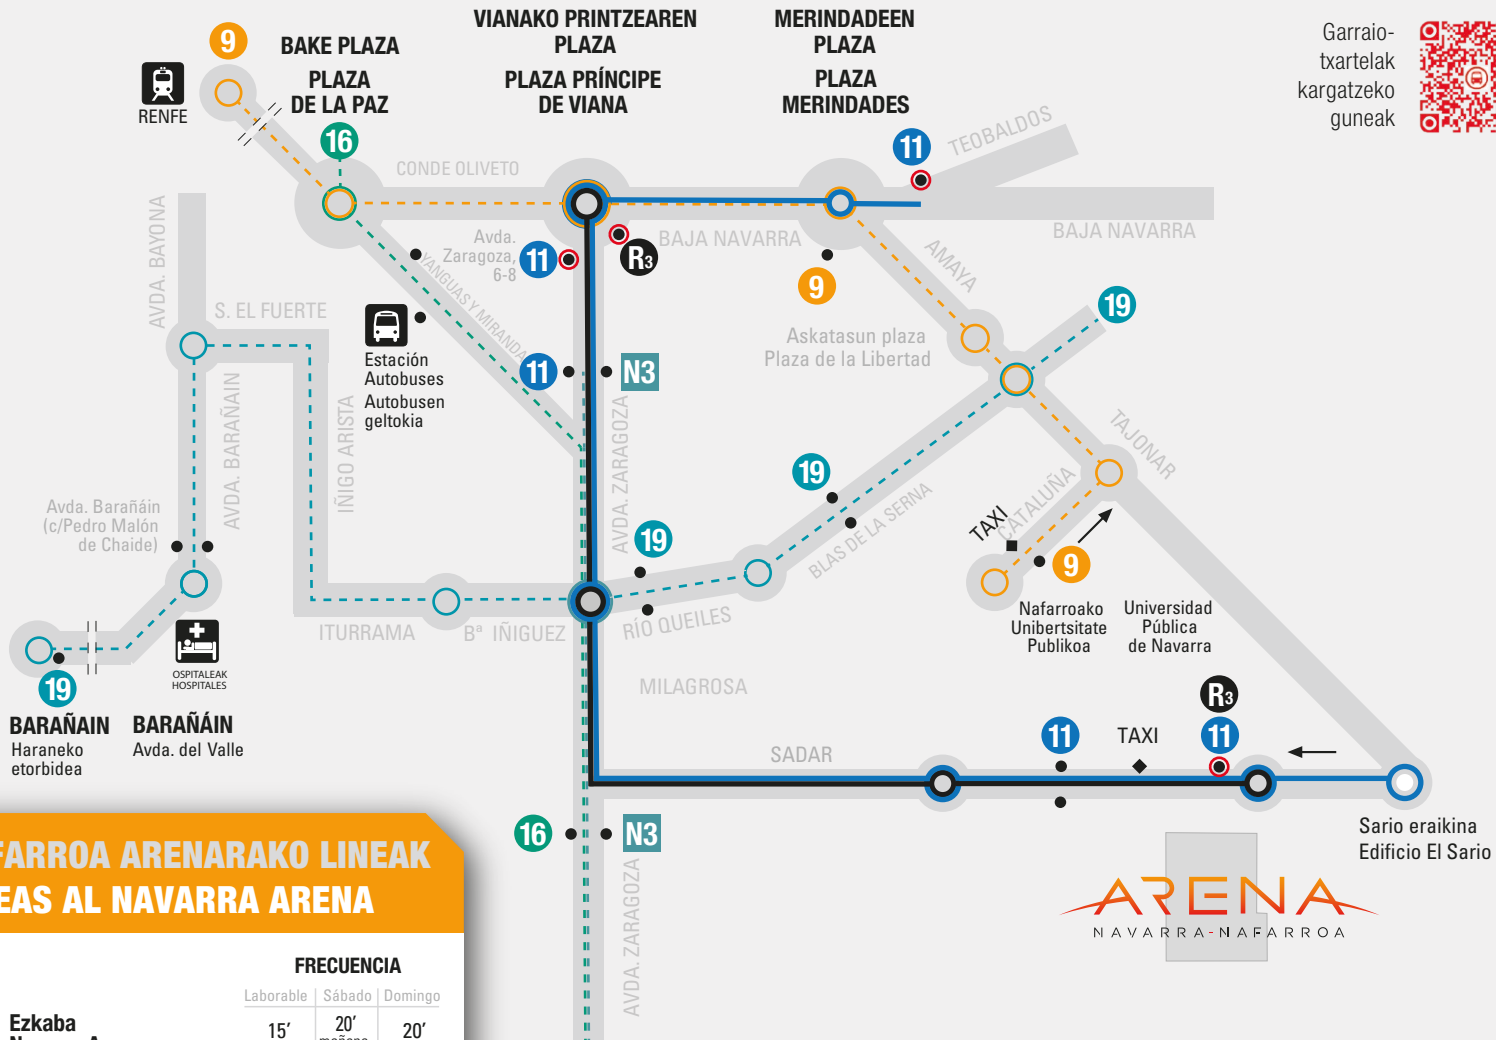 9
RENFE
BAKE PLAZA
PLAZA
DE LA PAZ
16
VIANAKO PRINTZEAREN
PLAZA
PLAZA PRÍNCIPE
DE VIANA
MERINDADEEN
PLAZA
PLAZA
MERINDADES
Garraio-
txartelak
kargatzeko
guneak
11
TEOBALDOS
CONDE OLIVETO
AVDA. BAYONA
Avda.
Zaragoza,
6-8
11
R3
BAJA NAVARRA
BAJA NAVARRA
YANGUAS Y MIRANDA
9
AMAYA
19
S. EL FUERTE
Estación
Autobuses
Autobusen
geltokia
11
N3
Askatasun plaza
Plaza de la Libertad
AVDA. BARAÑAIN
IÑIGO ARISTA
AVDA. ZARAGOZA
TAJONAR
19
BLAS DE LA SERNA
CATALUÑA
TAXI
9
Avda. Barañáin
(c/Pedro Malón
de Chaide)
19
ITURRAMA
Bª IÑIGUEZ
RÍO QUEILES
Nafarroako
Unibertsitate
Publikoa
Universidad
Pública
de Navarra
OSPITALEAK
HOSPITALES
19
BARAÑAIN
Haraneko
etorbidea
BARAÑÁIN
Avda. del Valle
MILAGROSA
SADAR
11
TAXI
R3
11
Sario eraikina
Edificio El Sario
16
N3
AVDA. ZARAGOZA
ARENA
NAVARRA-NAFARROA
FARROA ARENARAKO LINEAK
EAS AL NAVARRA ARENA
FRECUENCIA
Laborable Sábado Domingo
Ezkaba
15’ 20’ 20’